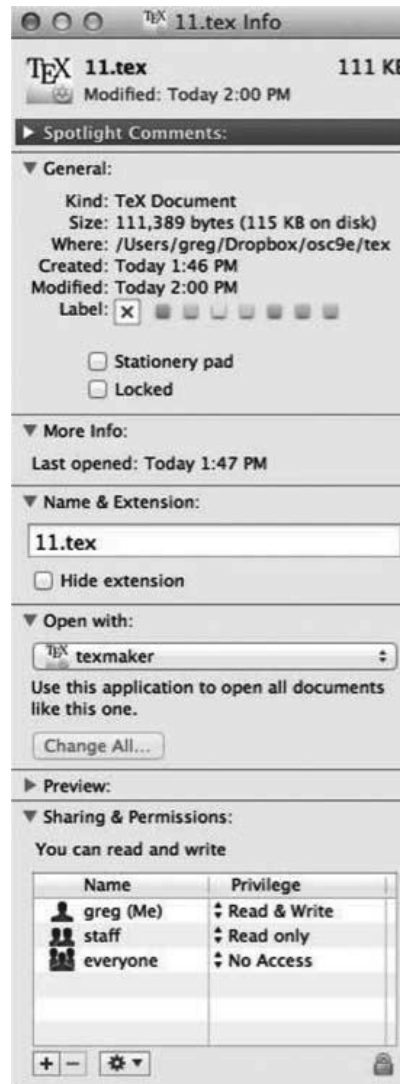 TEX 11.tex Info
TEX 11.tex 111 KB
Modified: Today 2:00 PM
Spotlight Comments:
General:
Kind: TeX Document
Size: 111,389 bytes (115 KB on disk)
Where: /Users/greg/Dropbox/osc9e/tex
Created: Today 1:46 PM
Modified: Today 2:00 PM
Label:
Stationery pad
Locked
More Info:
Last opened: Today 1:47 PM
Name & Extension:
11.tex
Hide extension
Open with:
TEX texmaker
Use this application to open all documents
like this one.
Change All...
Preview:
Sharing & Permissions:
You can read and write
Name Privilege
greg (Me) Read & Write
staff Read only
everyone No Access